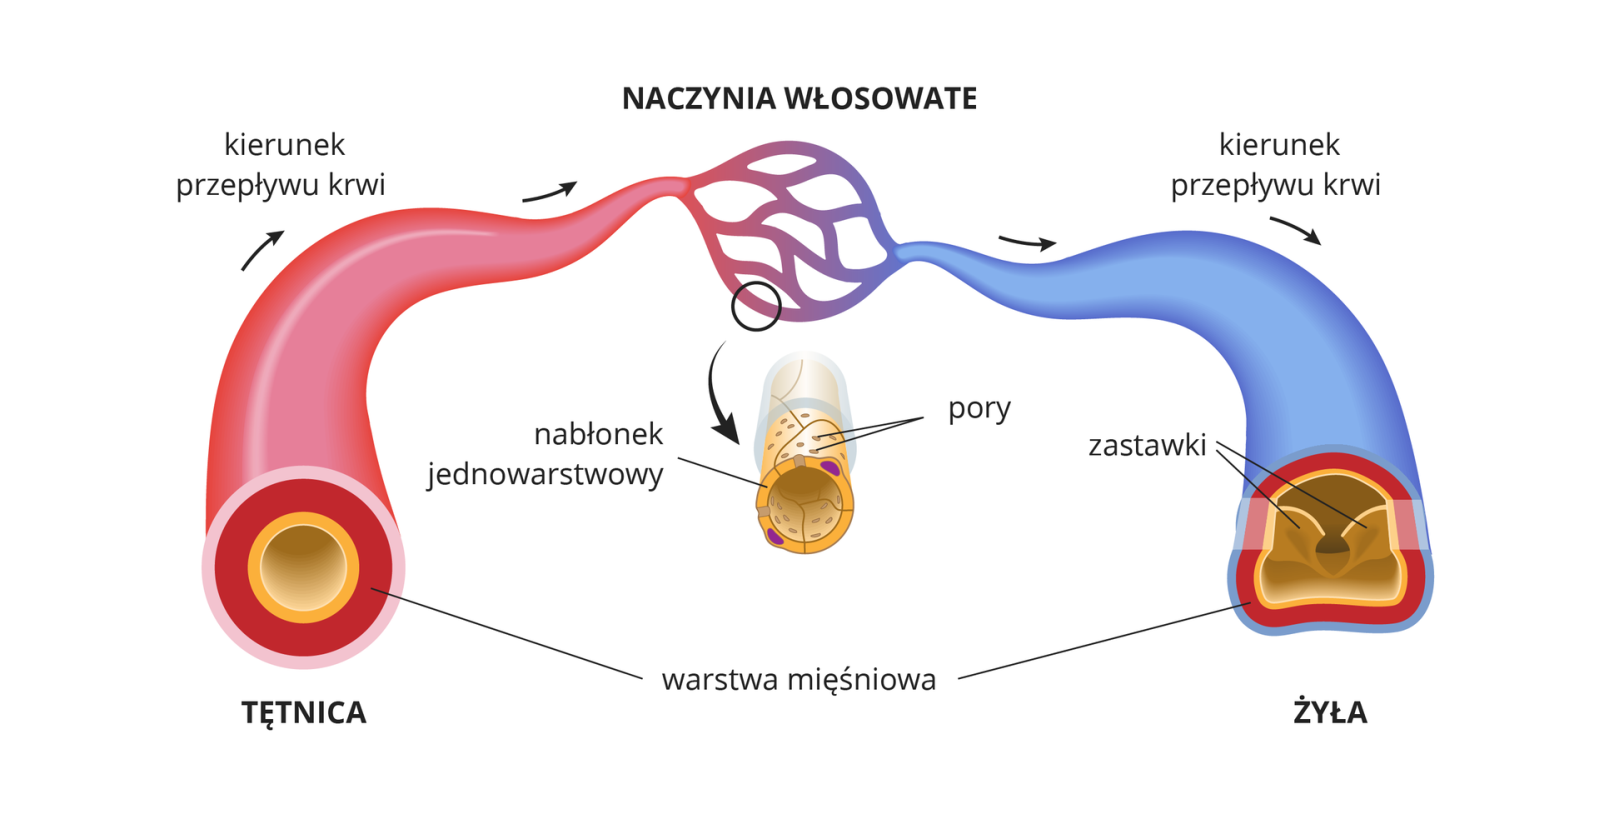 NACZYNIA WŁOSOWATE
kierunek
przepływu krwi
kierunek
przepływu krwi
pory
nabłonek
jednowarstwowy
zastawki
warstwa mięśniowa
TĘTNICA
ŻYŁA